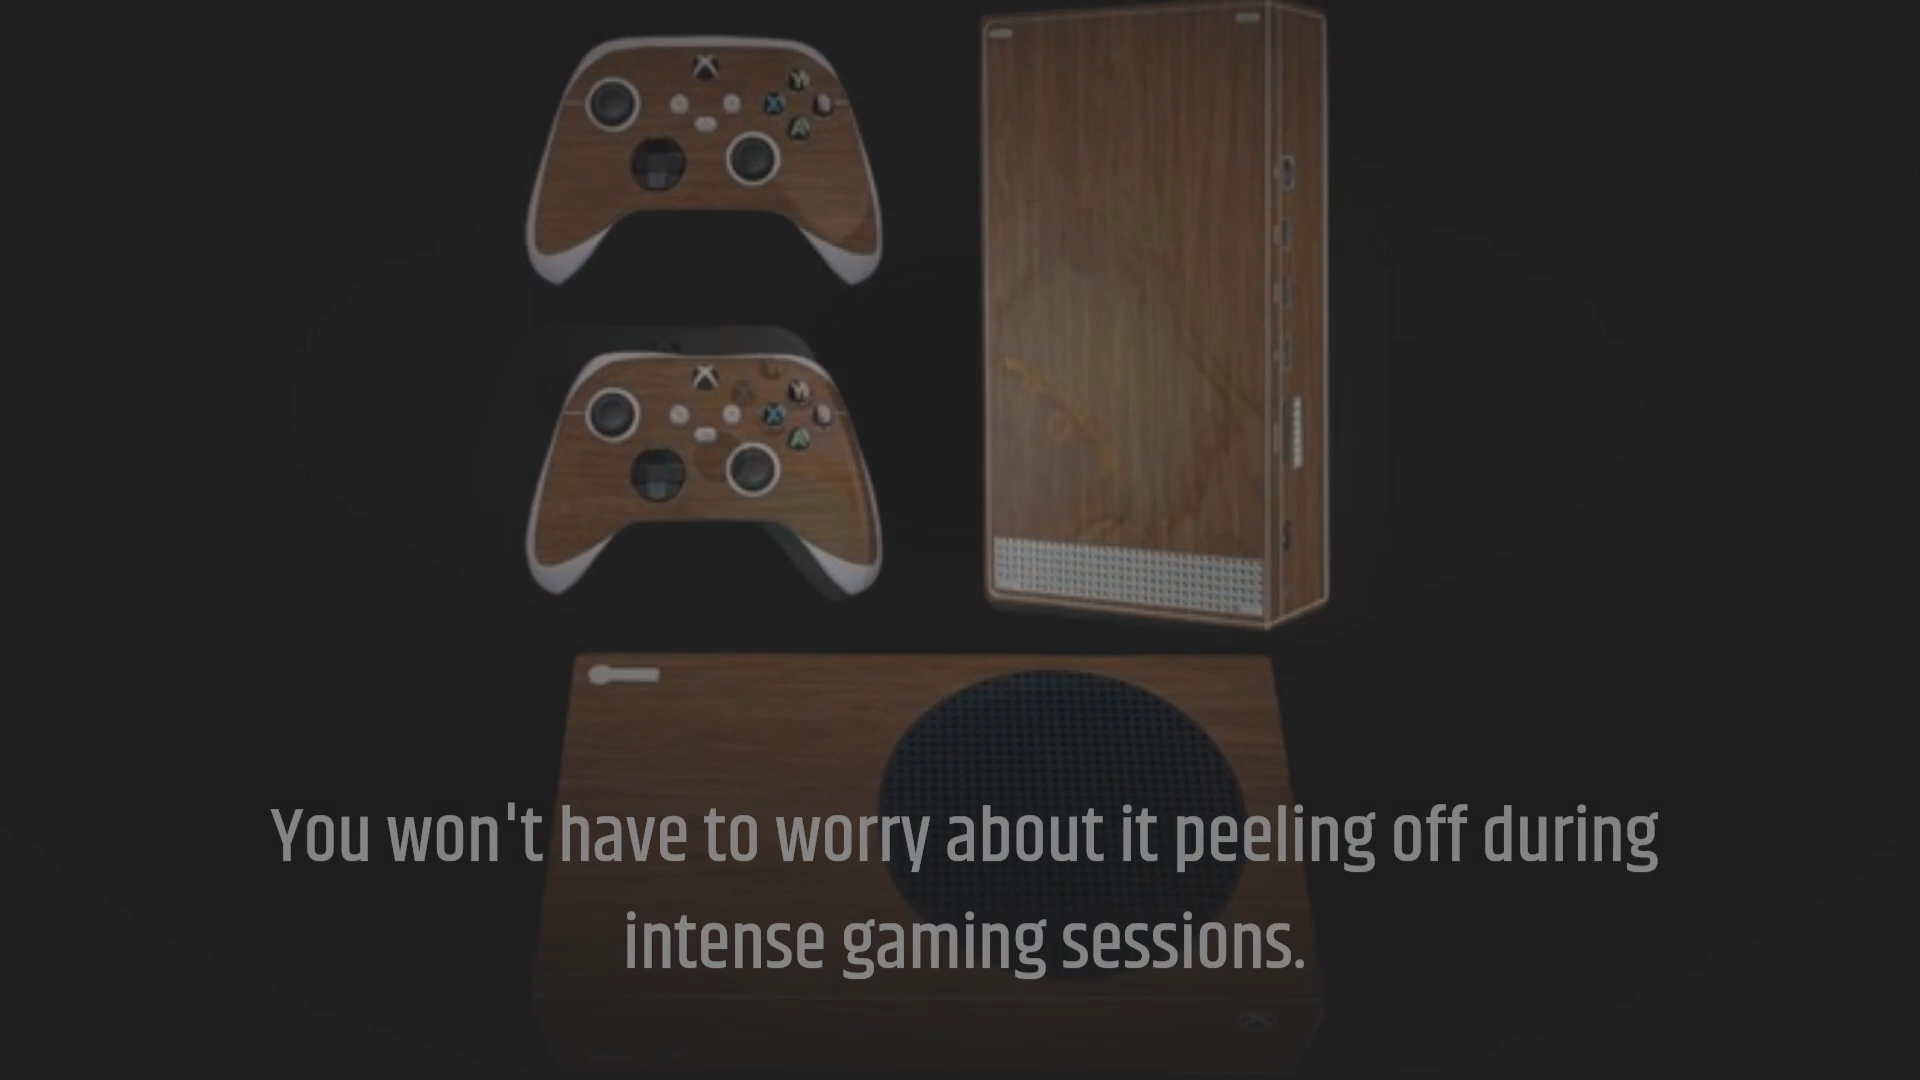 Y
X
A
Y
X
A
You won't have to worry about it peeling off during
intense gaming sessions.